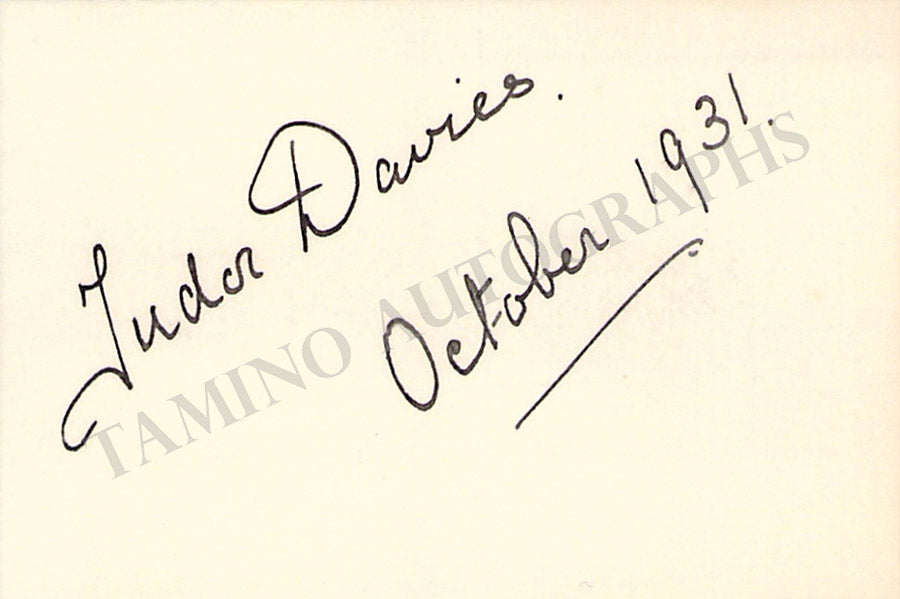 Tudor Davies.
October 1931.
TAMINO AUTOGRAPHS